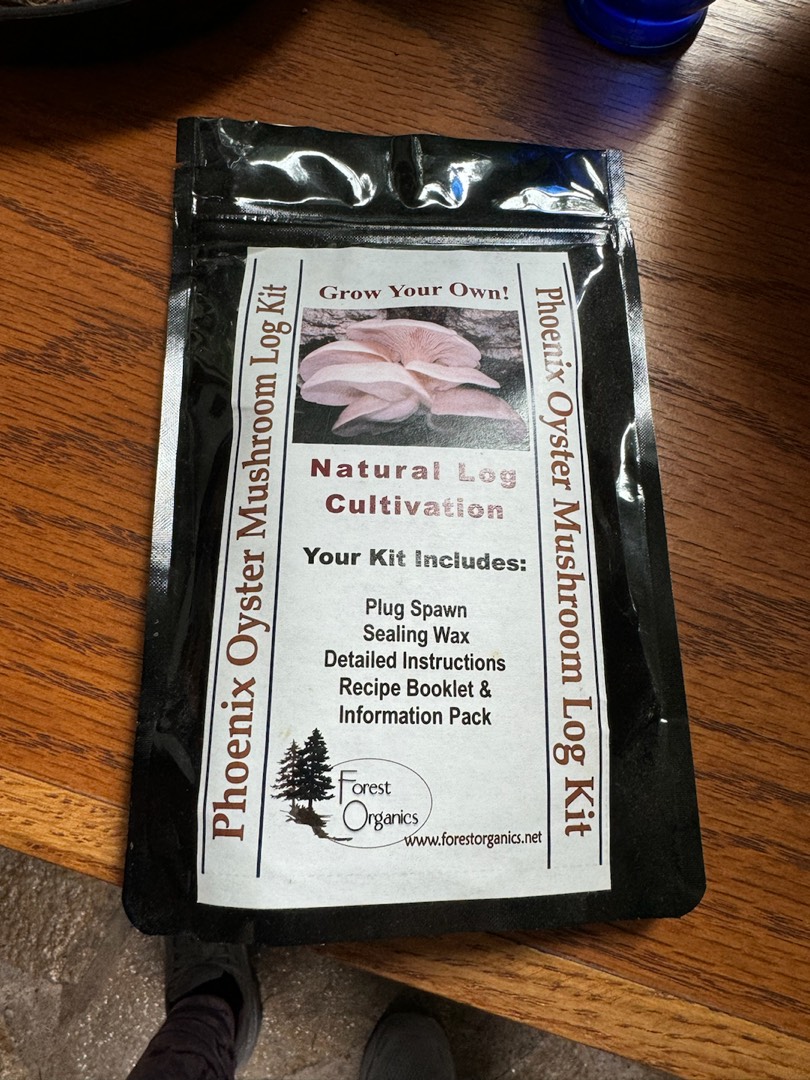 Grow Your Own!
Phoenix Oyster Mushroom Log Kit
Natural Log
Cultivation
Your Kit Includes:
Plug Spawn
Sealing Wax
Detailed Instructions
Recipe Booklet &
Information Pack
Forest
Organics
www.forestorganics.net
Phoenix Oyster Mushroom Log Kit